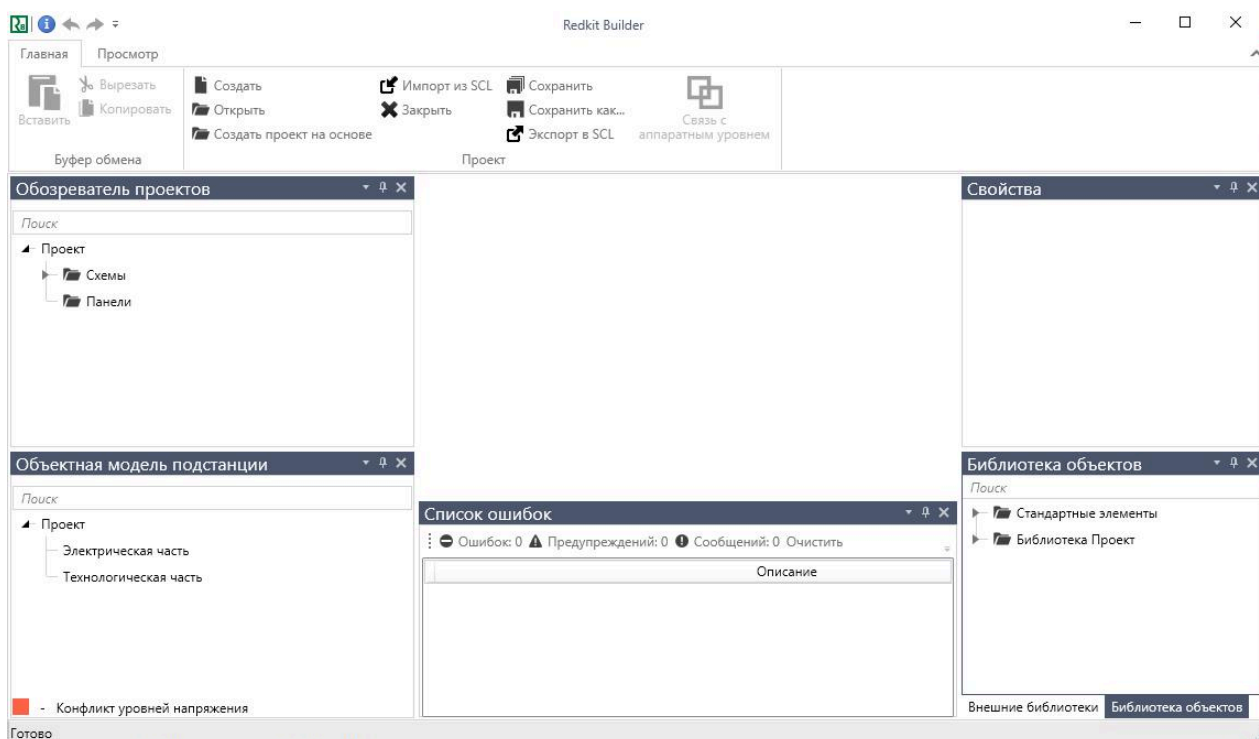 Redkit Builder
Главная Просмотр
Вставить
Вырезать
Копировать
Буфер обмена
Создать
Открыть
Создать проект на основе
Импорт из SCL
Закрыть
Сохранить
Сохранить как...
Экспорт в SCL
Связь с
аппаратным уровнем
Проект
Обозреватель проектов
Поиск
Проект
Схемы
Панели
Объектная модель подстанции
Поиск
Проект
Электрическая часть
Технологическая часть
- Конфликт уровней напряжения
Список ошибок
Ошибок: 0 Предупреждений: 0 Сообщений: 0 Очистить
Описание
Свойства
Библиотека объектов
Поиск
Стандартные элементы
Библиотека Проект
Внешние библиотеки Библиотека объектов
Готово